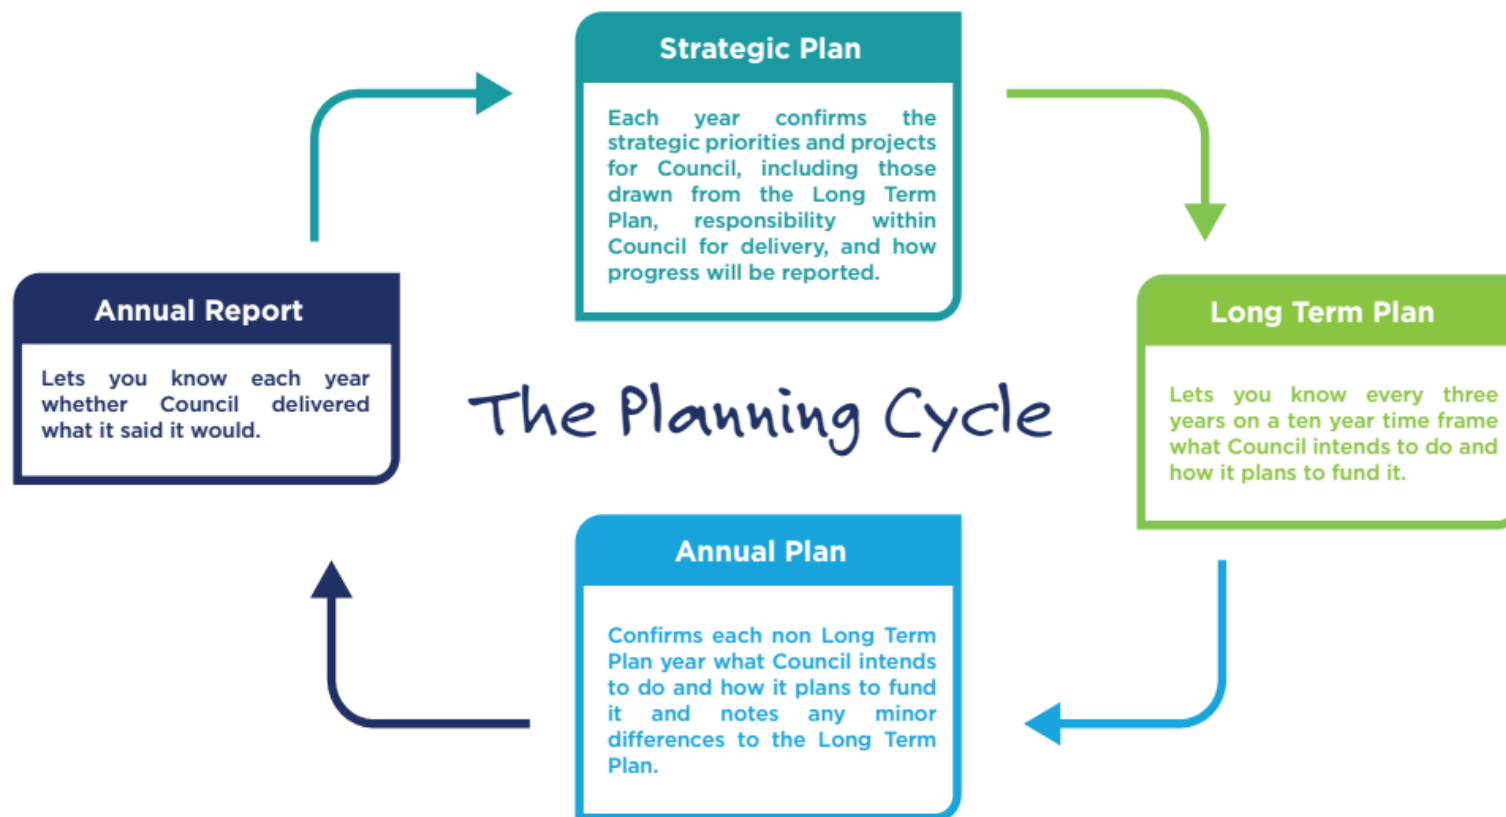 Strategic Plan
Each year confirms the
strategic priorities and projects
for Council, including those
drawn from the Long Term
Plan, responsibility within
Council for delivery, and how
progress will be reported.
Annual Report
Lets you know each year
whether Council delivered
what it said it would.
The Planning Cycle
Long Term Plan
Lets you know every three
years on a ten year time frame
what Council intends to do and
how it plans to fund it.
Annual Plan
Confirms each non Long Term
Plan year what Council intends
to do and how it plans to fund
it and notes any minor
differences to the Long Term
Plan.